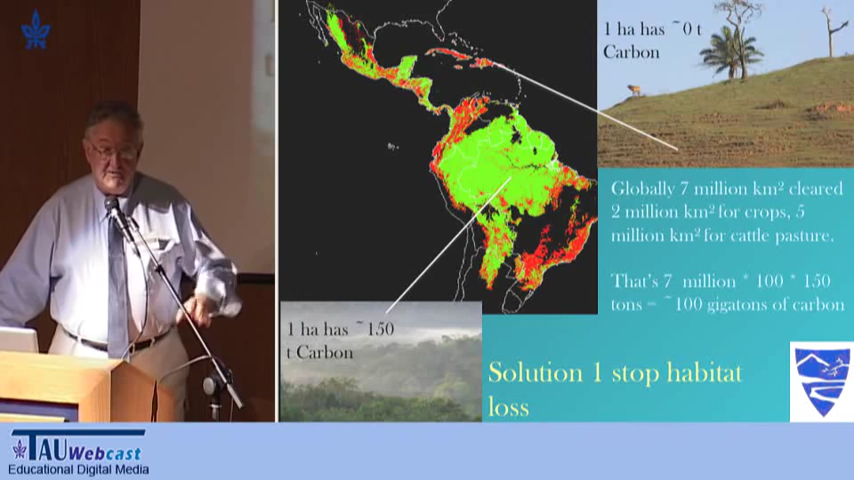 1 ha has ~0 t
Carbon
Globally 7 million km² cleared
2 million km² for crops, 5
million km² for cattle pasture.
That's 7 million * 100 * 150
tons = ~100 gigatons of carbon
1 ha has ~150
t Carbon
Solution 1 stop habitat
loss
TAU Webcast
Educational Digital Media